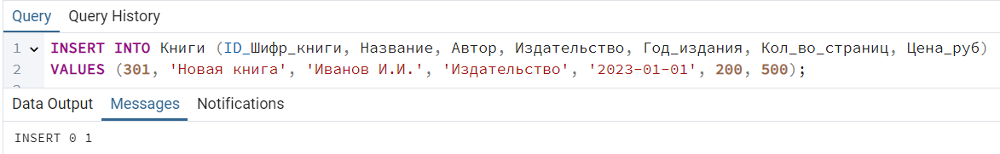 Query Query History
1 INSERT INTO Книги (ID_Шифр_книги, Название, Автор, Издательство, Год_издания, Кол_во_страниц, Цена_руб)
2 VALUES (301, 'Новая книга', 'Иванов И.И.', 'Издательство', '2023-01-01', 200, 500);
Data Output Messages Notifications
INSERT 0 1